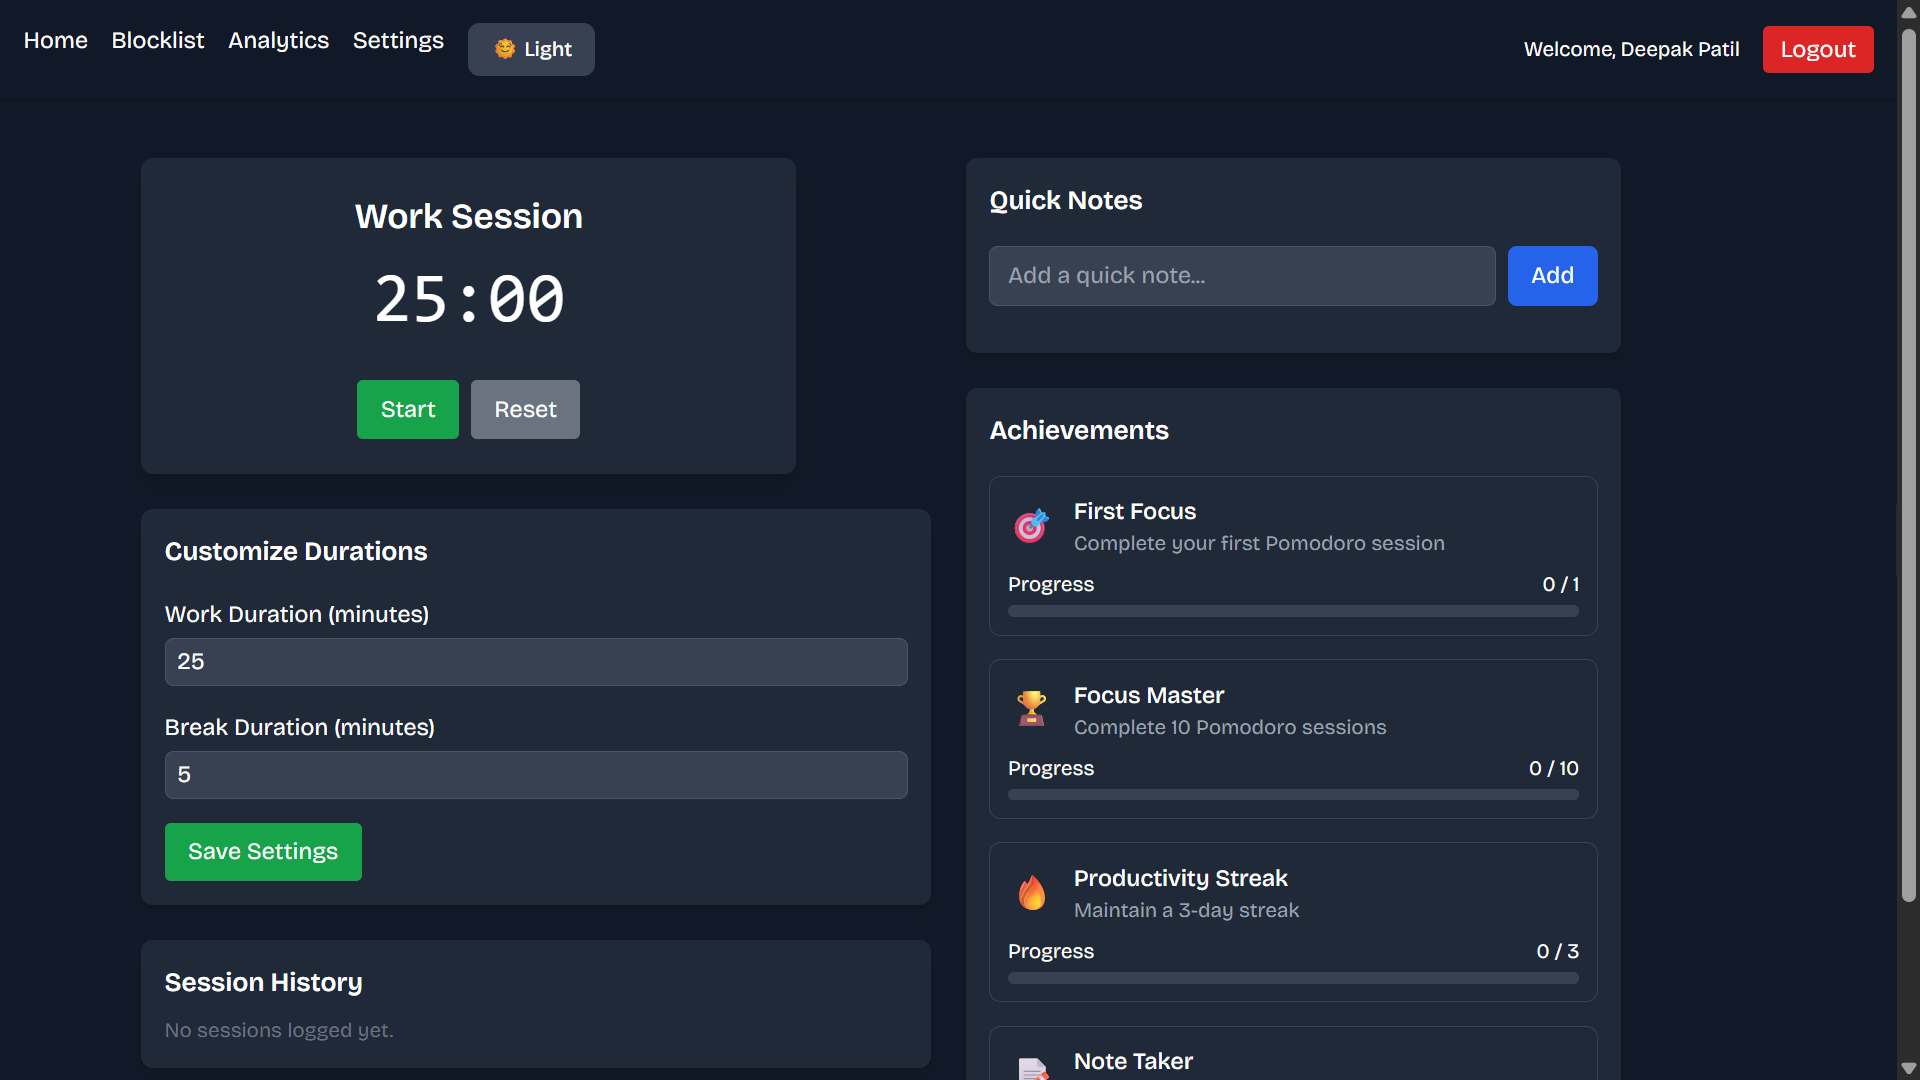 Home
Blocklist
Analytics
Settings
Light
Welcome, Deepak Patil
Logout
Work Session
25:00
Start
Reset
Customize Durations
Work Duration (minutes)
25
Break Duration (minutes)
5
Save Settings
Session History
No sessions logged yet.
Quick Notes
Add a quick note...
Add
Achievements
First Focus
Complete your first Pomodoro session
Progress
0 / 1
Focus Master
Complete 10 Pomodoro sessions
Progress
0 / 10
Productivity Streak
Maintain a 3-day streak
Progress
0 / 3
Note Taker